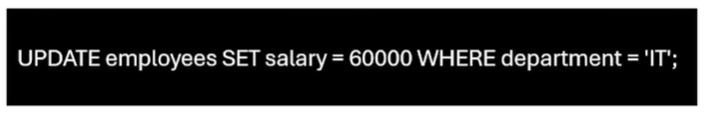 UPDATE employees SET salary = 60000 WHERE department = 'IT';